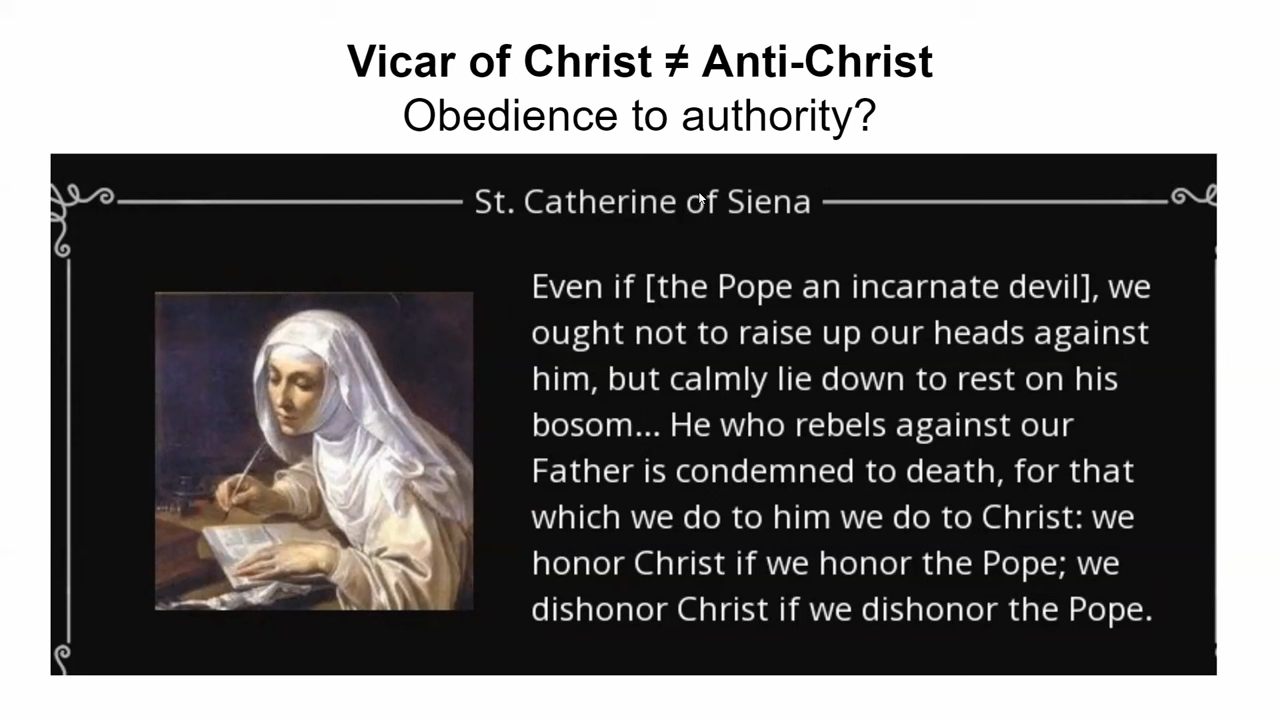 Vicar of Christ ≠ Anti-Christ
Obedience to authority?
St. Catherine of Siena
Even if [the Pope an incarnate devil], we
ought not to raise up our heads against
him, but calmly lie down to rest on his
bosom... He who rebels against our
Father is condemned to death, for that
which we do to him we do to Christ: we
honor Christ if we honor the Pope; we
dishonor Christ if we dishonor the Pope.